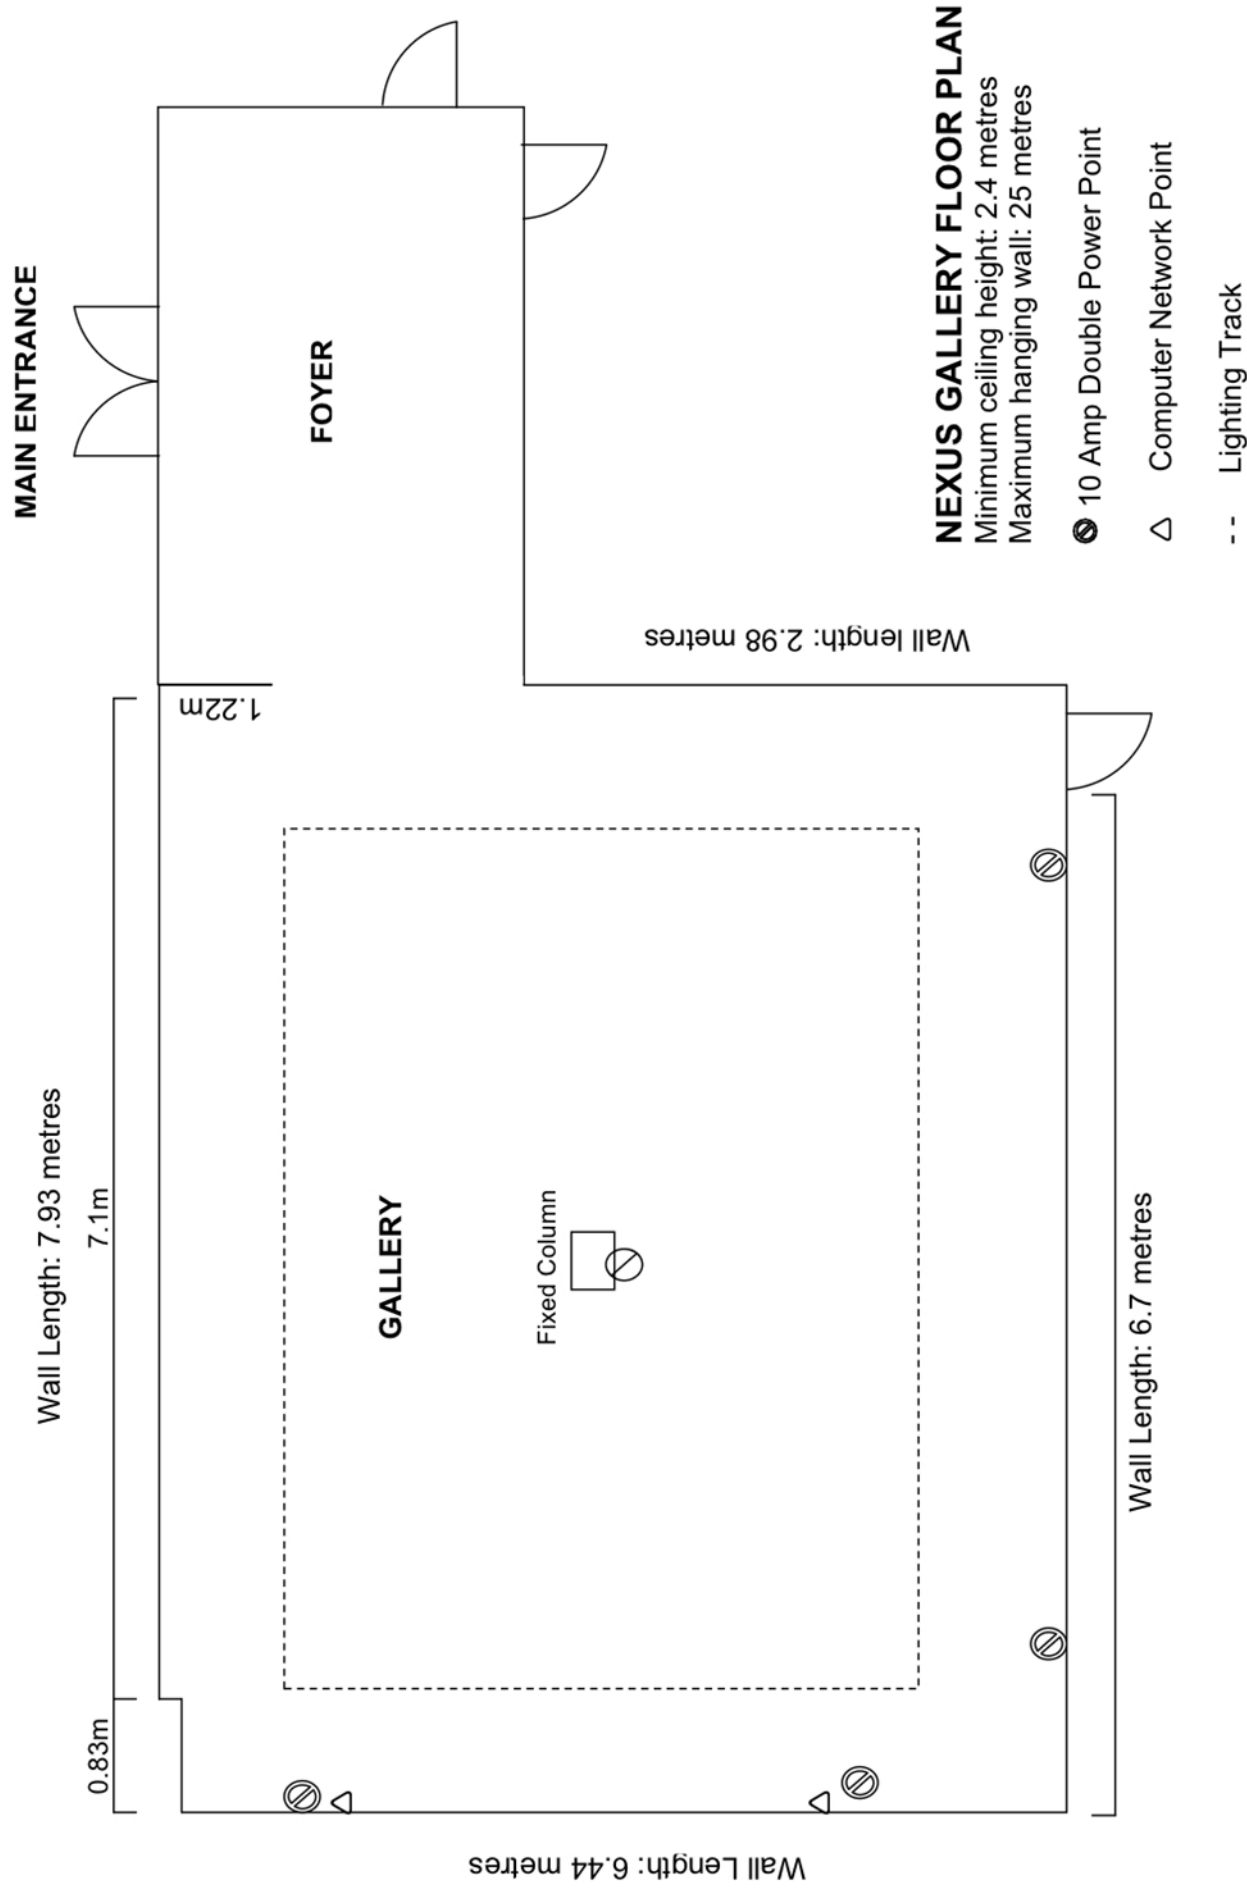 MAIN ENTRANCE
Wall Length: 7.93 metres
0.83m
7.1m
1.22m
FOYER
GALLERY
Fixed Column
Wall Length: 6.44 metres
Wall length: 2.98 metres
Wall Length: 6.7 metres
NEXUS GALLERY FLOOR PLAN
Minimum ceiling height: 2.4 metres
Maximum hanging wall: 25 metres
10 Amp Double Power Point
Computer Network Point
-- Lighting Track